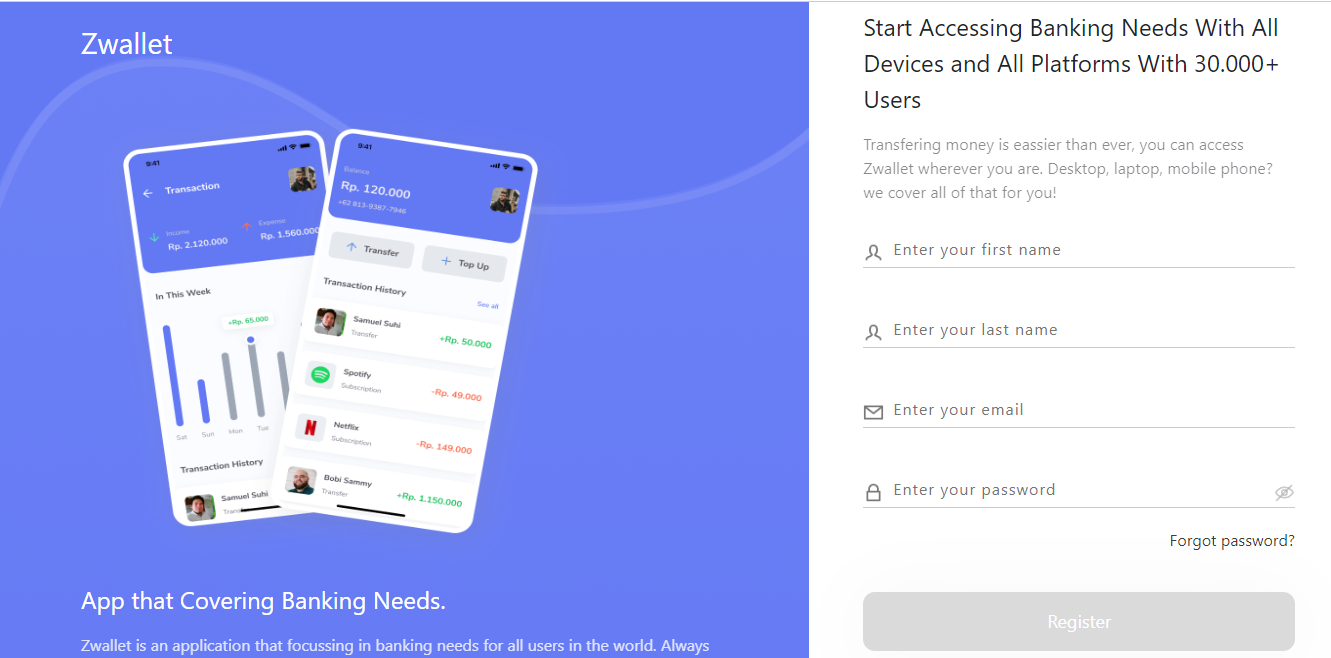 Zwallet
9:41
Transaction
Income
Rp. 2.120.000
Expense
Rp. 1.560.000
In This Week
+Rp. 65.000
Sat
Sun
Mon
Tue
Transaction History
Samuel Suhi
9:41
Balance
Rp. 120.000
+62 813-9387-7946
Transfer
Top Up
Transaction History
See all
Samuel Suhi
Transfer
+Rp. 50.000
Spotify
Subscription
-Rp. 49.000
Netflix
Subscription
-Rp. 149.000
Bobi Sammy
Transfer
+Rp. 1.150.000
App that Covering Banking Needs.
Zwallet is an application that focussing in banking needs for all users in the world. Always
Start Accessing Banking Needs With All
Devices and All Platforms With 30.000+
Users
Transfering money is eassier than ever, you can access
Zwallet wherever you are. Desktop, laptop, mobile phone?
we cover all of that for you!
Enter your first name
Enter your last name
Enter your email
Enter your password
Forgot password?
Register